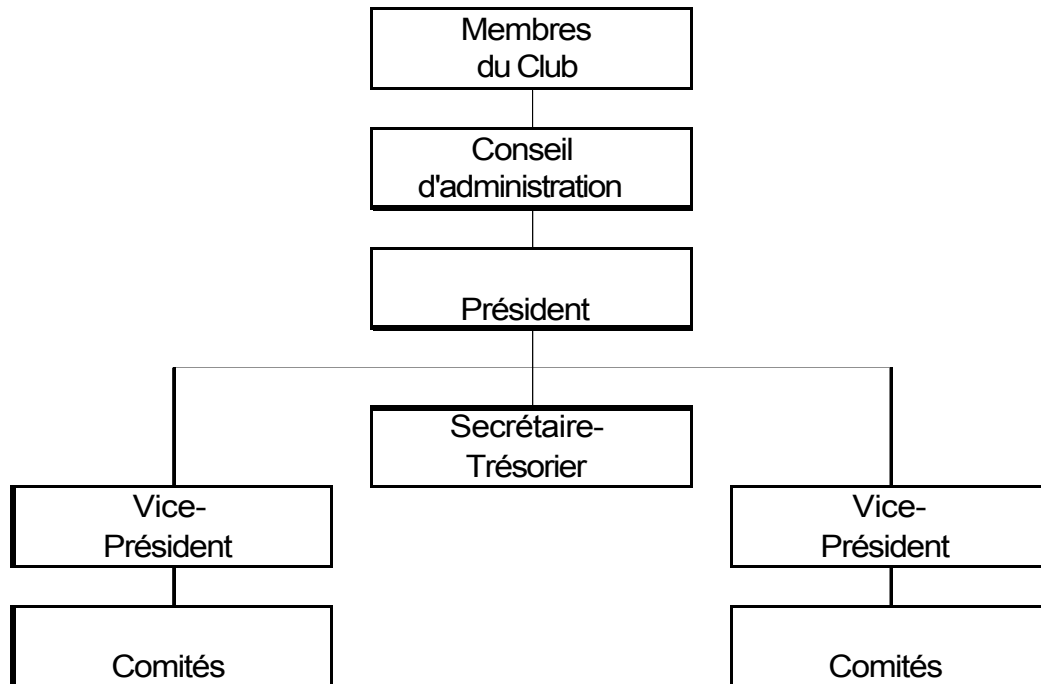 Membres
du Club
Conseil
d'administration
Président
Secrétaire-
Trésorier
Vice-
Président
Vice-
Président
Comités
Comités